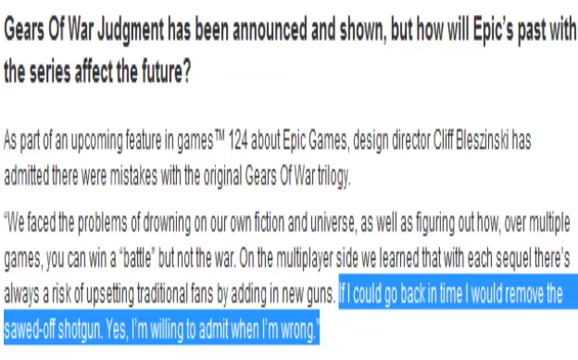 Gears Of War Judgment has been announced and shown, but how will Epic's past with
the series affect the future?
As part of an upcoming feature in games™ 124 about Epic Games, design director Cliff Bleszinski has
admitted there were mistakes with the original Gears Of War trilogy.
“We faced the problems of drowning on our own fiction and universe, as well as figuring out how, over multiple
games, you can win a “battle” but not the war. On the multiplayer side we learned that with each sequel there's
always a risk of upsetting traditional fans by adding in new guns. If I could go back in time I would remove the
sawed-off shotgun. Yes, I'm willing to admit when I'm wrong.”